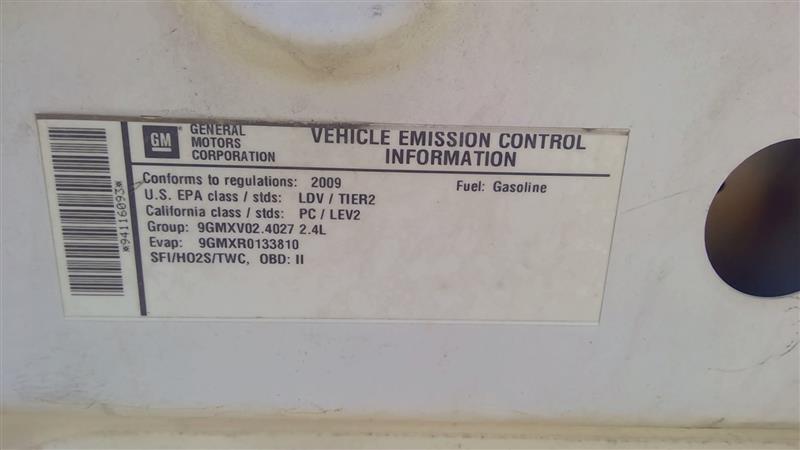 GM
GENERAL
MOTORS
CORPORATION
VEHICLE EMISSION CONTROL
INFORMATION
Conforms to regulations: 2009
Fuel: Gasoline
U.S. EPA class / stds: LDV / TIER2
California class / stds: PC / LEV2
Group: 9GMXV02.4027 2.4L
Evap: 9GMXR0133810
SFI/HO2S/TWC, OBD: II
*94116093*